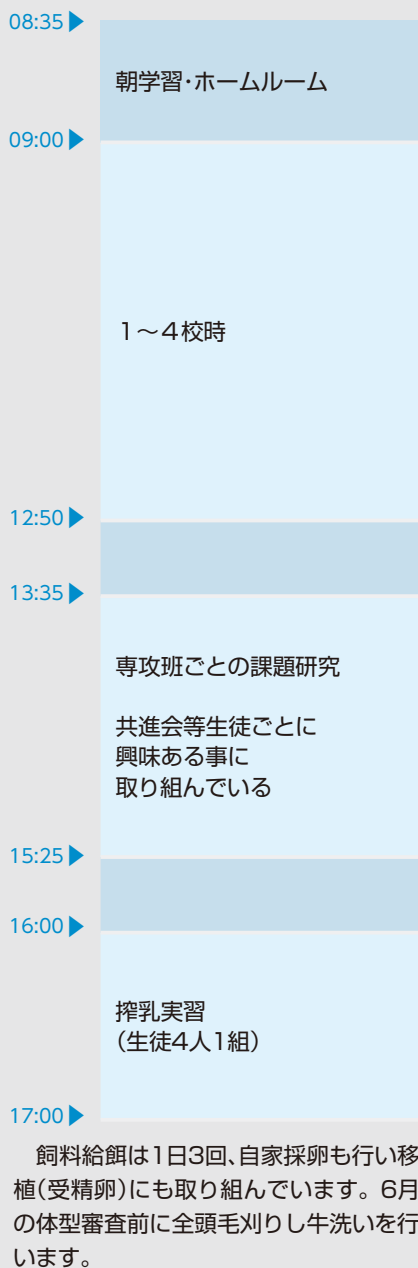 08:35▶
朝学習・ホームルーム
09:00▶
1～4校時
12:50▶
13:35▶
専攻班ごとの課題研究
共進会等生徒ごとに
興味ある事に
取り組んでいる
15:25▶
16:00▶
搾乳実習
（生徒4人1組）
17:00▶
飼料給餌は1日3回、自家採卵も行い移
植（受精卵）にも取り組んでいます。6月
の体型審査前に全頭毛刈りし牛洗いを行
います。